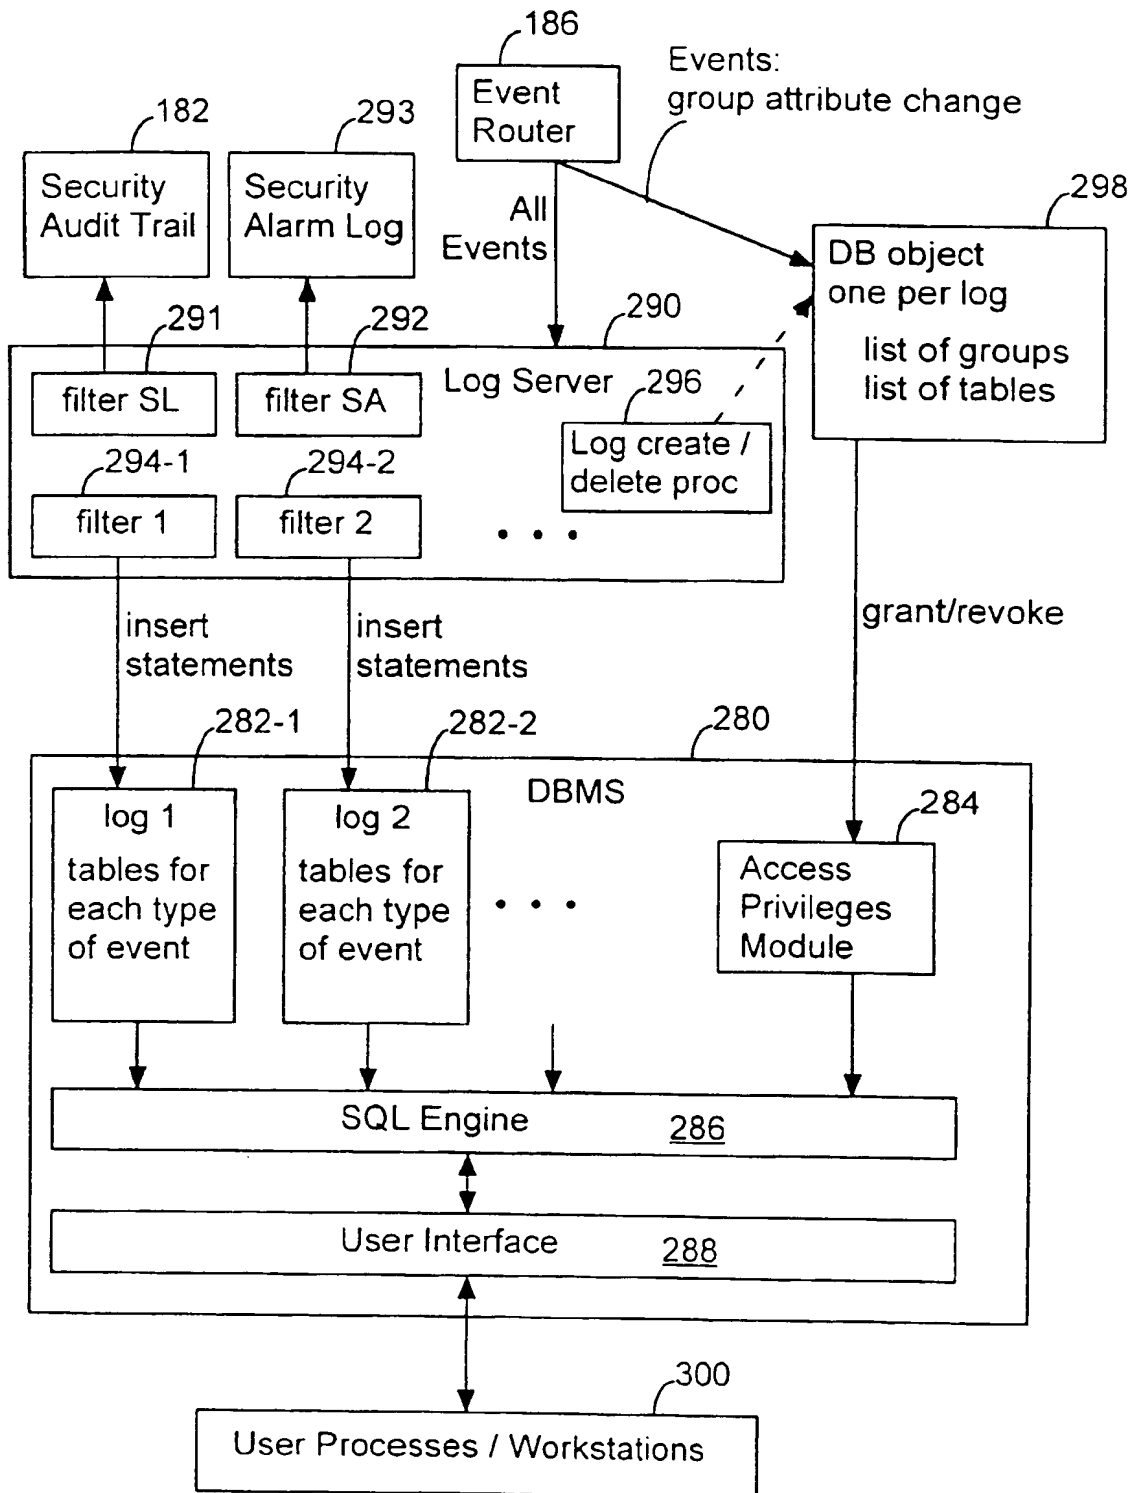 186
Event
Router
Events:
group attribute change
182
Security
Audit Trail
293
Security
Alarm Log
All
Events
298
DB object
one per log
list of groups
list of tables
291
292
290
filter SL
filter SA
Log Server
296
Log create /
delete proc
294-1
294-2
filter 1
filter 2
. . .
insert
statements
insert
statements
grant/revoke
282-1
282-2
280
DBMS
log 1
tables for
each type
of event
log 2
tables for
each type
of event
. . .
284
Access
Privileges
Module
SQL Engine 286
User Interface 288
300
User Processes / Workstations